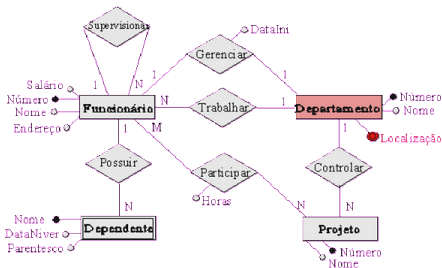 Supervisionar
DataIni
Gerenciar
1
1
1
N
Salário
Número
Nome
Endereço
Funcionário
N
Trabalhar
1
Departamento
Número
Nome
Localização
1
M
1
Possuir
Participar
Horas
Controlar
N
N
N
Nome
DataNiver
Parentesco
Dependente
Projeto
Número
Nome